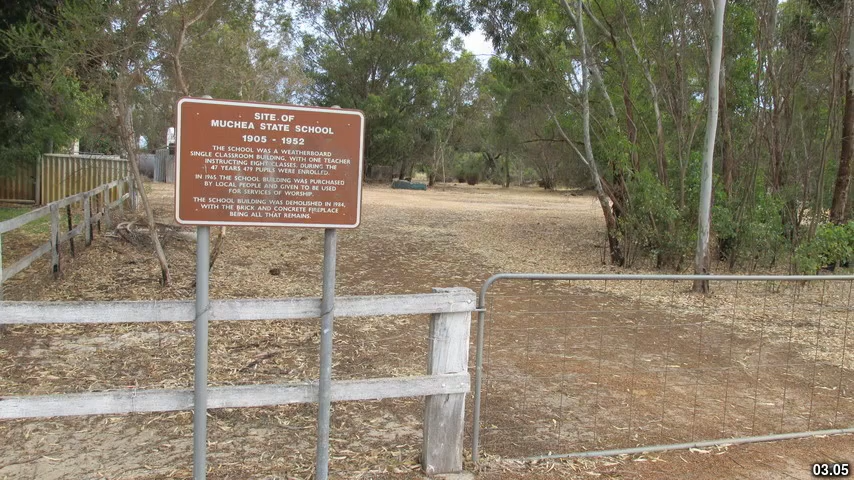 SITE OF
MUCHEA STATE SCHOOL
1905 - 1952
THE SCHOOL WAS A WEATHERBOARD
SINGLE CLASSROOM BUILDING, WITH ONE TEACHER
INSTRUCTING EIGHT CLASSES. DURING THE
47 YEARS 478 PUPILS WERE ENROLLED.
IN 1965 THE SCHOOL BUILDING WAS PURCHASED
BY LOCAL PEOPLE AND GIVEN TO BE USED
FOR SERVICES OF WORSHIP.
THE SCHOOL BUILDING WAS DEMOLISHED IN 1984,
WITH THE BRICK AND CONCRETE FIREPLACE
BEING ALL THAT REMAINS.
03.05